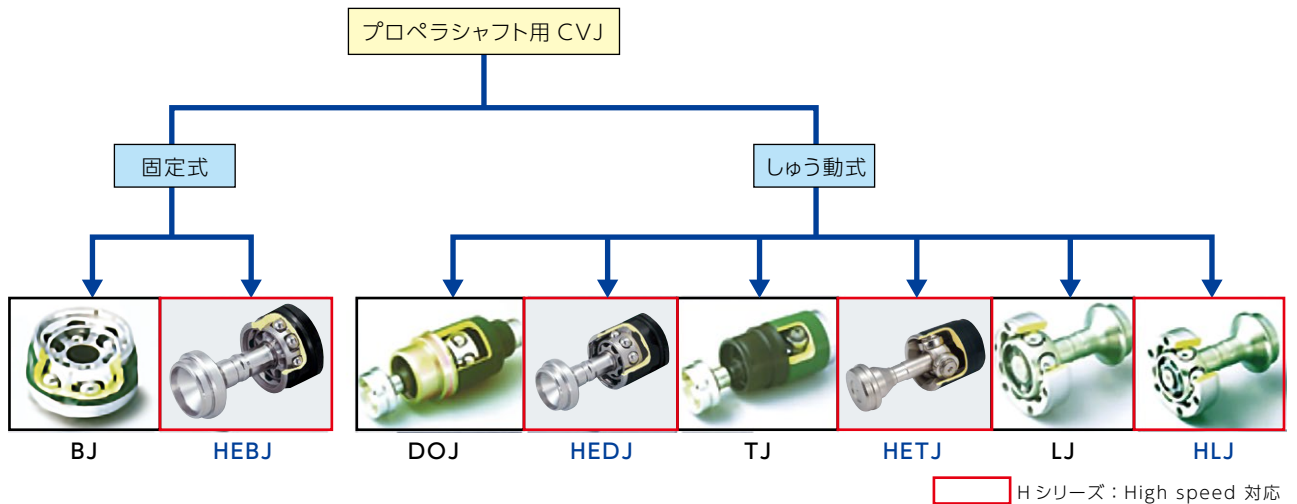 プロペラシャフト用 CVJ
固定式
しゅう動式
BJ
HEBJ
DOJ
HEDJ
TJ
HETJ
LJ
HLJ
Hシリーズ：High speed 対応